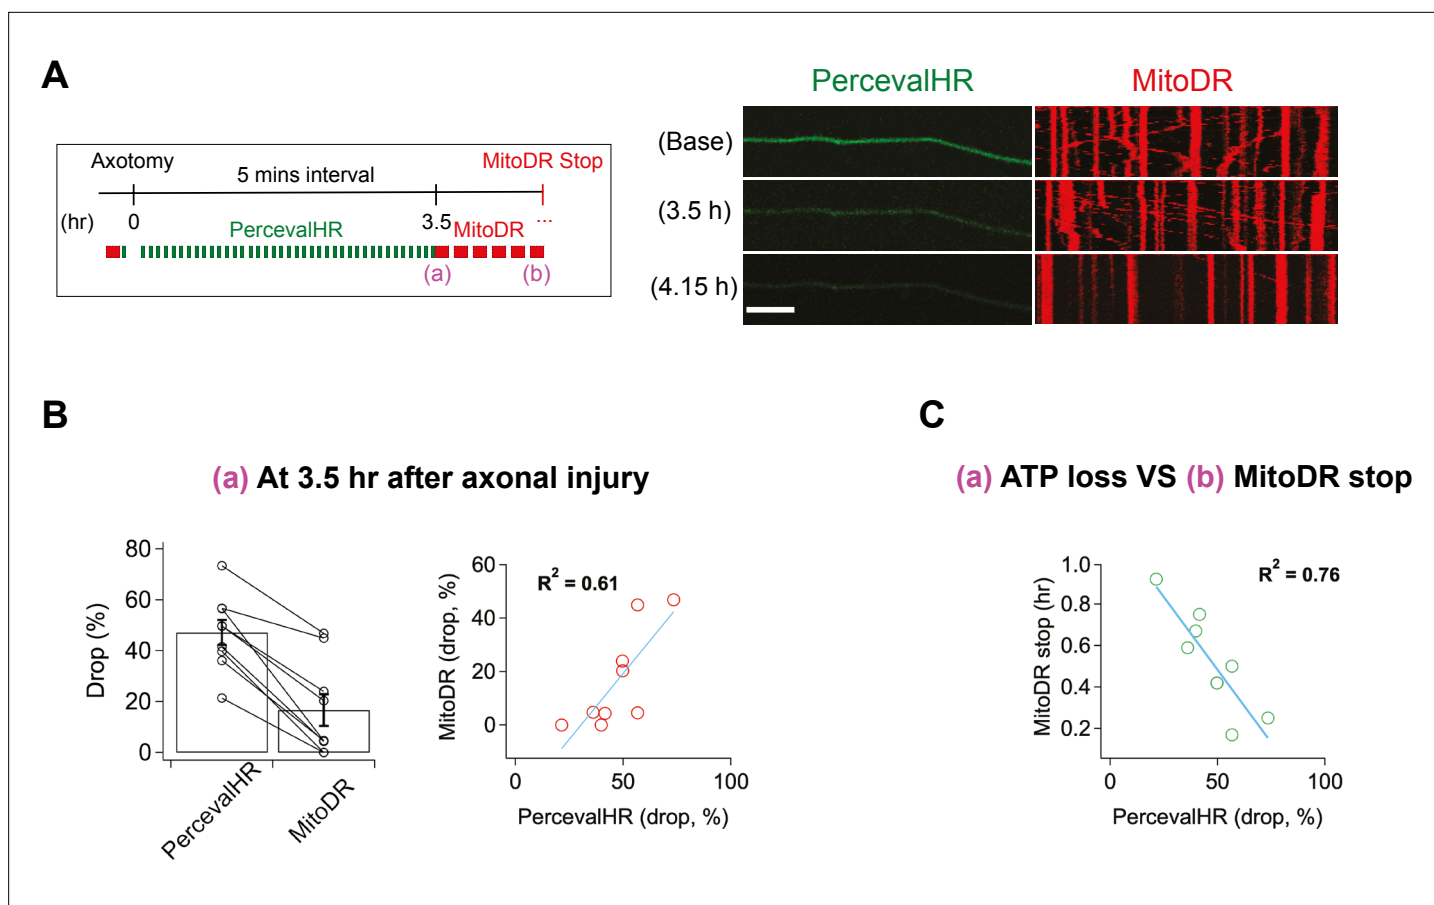 A
PercevalHR
MitoDR
Axotomy
MitoDR Stop
5 mins interval
(hr)
0
3.5
...
PercevalHR
MitoDR
(a)
(b)
(Base)
(3.5 h)
(4.15 h)
B
(a) At 3.5 hr after axonal injury
Drop (%)
80
60
40
20
0
PercevalHR
MitoDR
MitoDR (drop, %)
60
40
20
0
R² = 0.61
0
50
100
PercevalHR (drop, %)
C
(a) ATP loss VS (b) MitoDR stop
MitoDR stop (hr)
1.0
0.8
0.6
0.4
0.2
R² = 0.76
0
50
100
PercevalHR (drop, %)